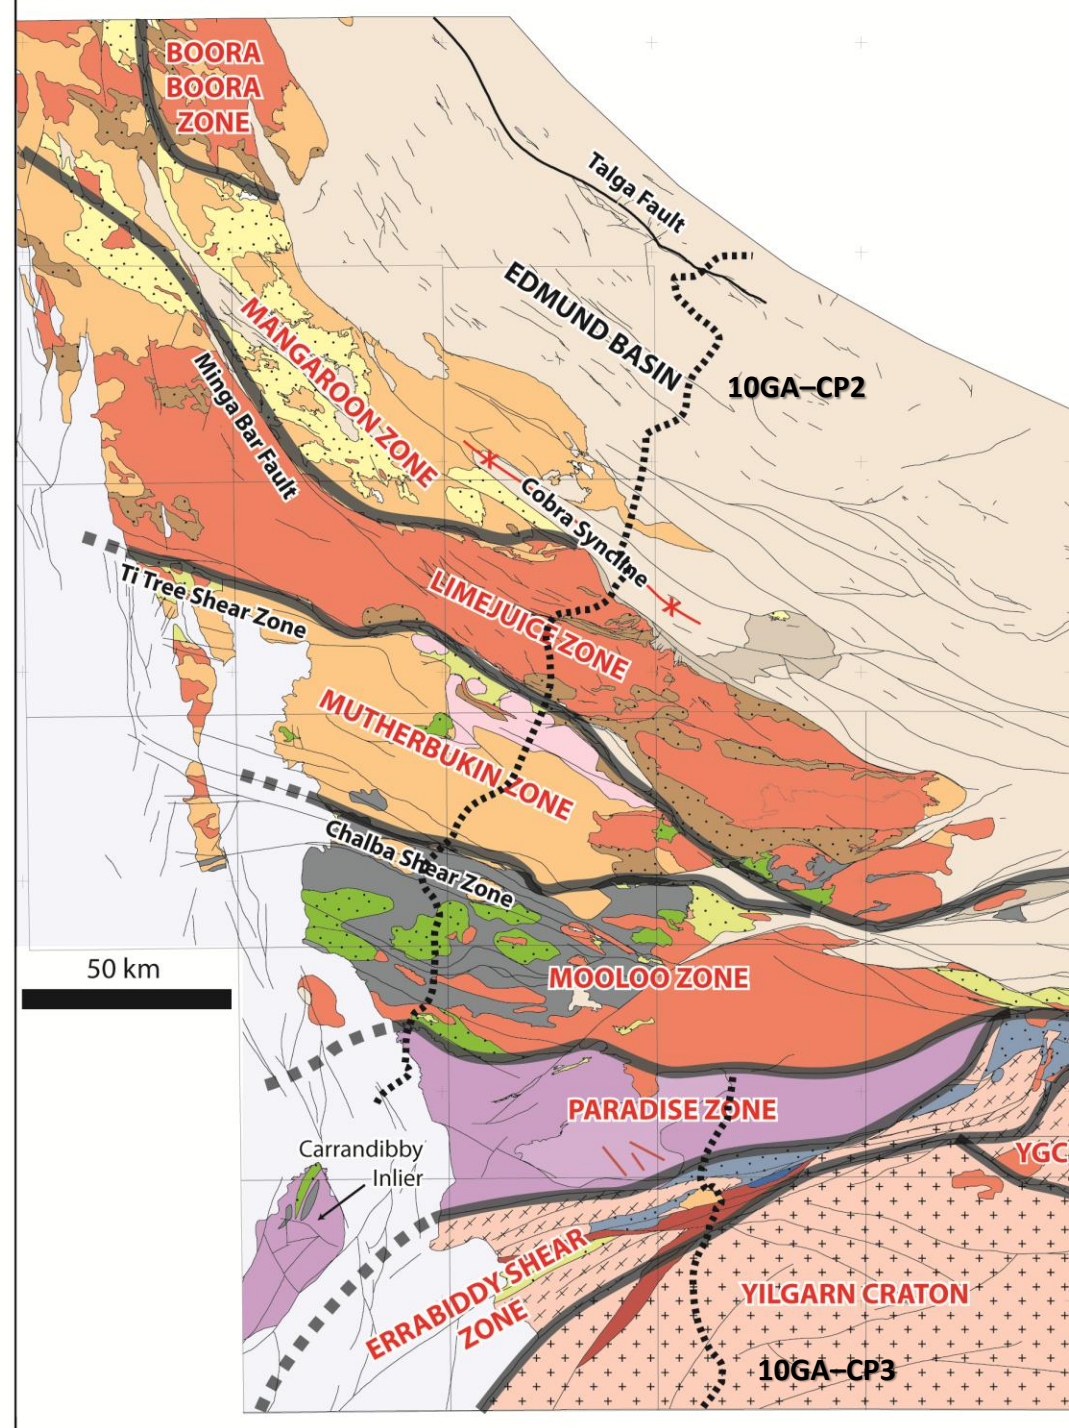 BOORA
BOORA
ZONE
Talga Fault
EDMUND BASIN
MANGAROON ZONE
10GA–CP2
Minga Bar Fault
Cobra Syncline
Ti Tree Shear Zone
LIMEJUICE ZONE
MUTHERBUKIN ZONE
Chalba Shear Zone
50 km
MOOLOO ZONE
PARADISE ZONE
Carrandibby
Inlier
YGC
ERRABIDDY SHEAR
ZONE
YILGARN CRATON
10GA–CP3